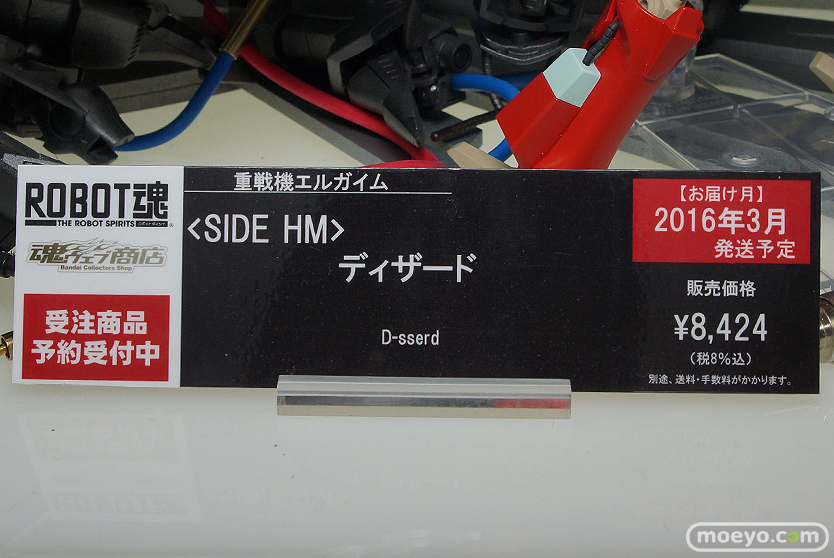 ROBOT魂
THE ROBOT SPIRITS
魂ウェブ商店
Bandai Collectors Shop
受注商品
予約受付中
重戦機エルガイム
<SIDE HM>
ディザード
D-sserd
【お届け月】
2016年3月
発送予定
販売価格
¥8,424
(税8%込)
別途、送料・手数料がかかります。
moeyo.com